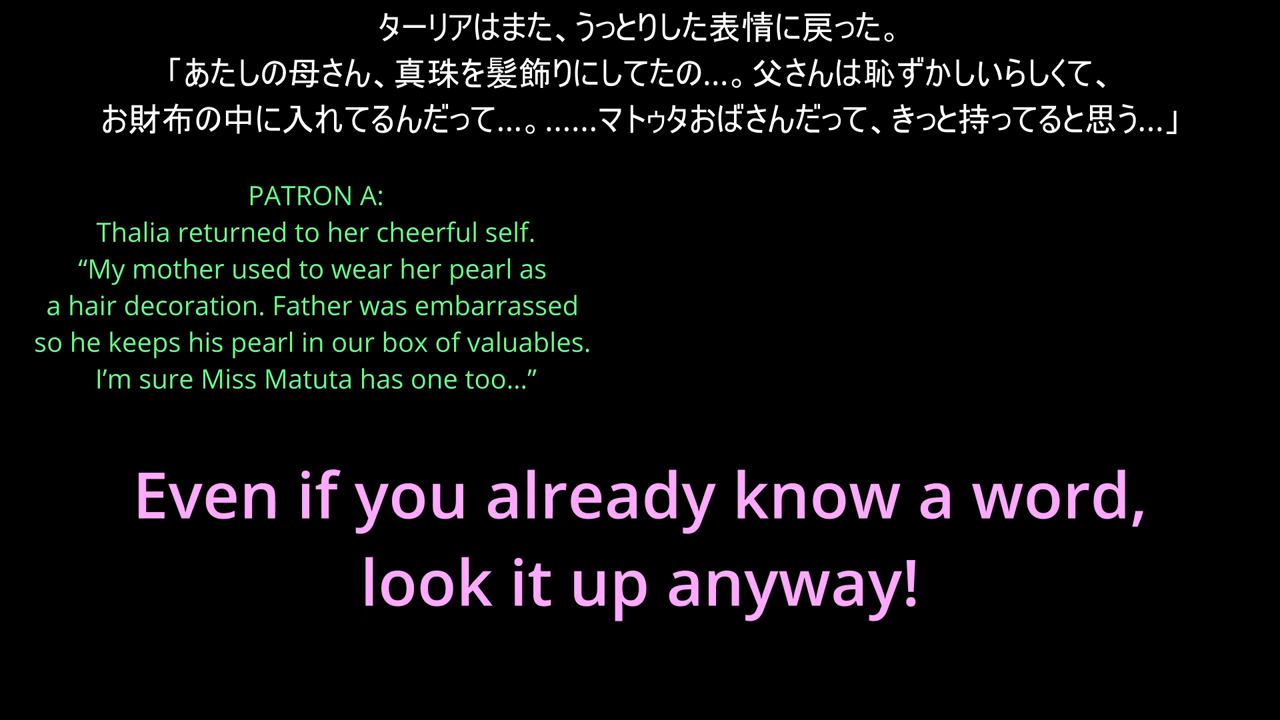 ターリアはまた、うっとりした表情に戻った。
「あたしの母さん、真珠を髪飾りにしてたの…。父さんは恥ずかしいらしくて、
お財布の中に入れてるんだって…。……マトゥタおばさんだって、きっと持ってると思う…」
PATRON A:
Thalia returned to her cheerful self.
“My mother used to wear her pearl as
a hair decoration. Father was embarrassed
so he keeps his pearl in our box of valuables.
I’m sure Miss Matuta has one too…”
Even if you already know a word,
look it up anyway!